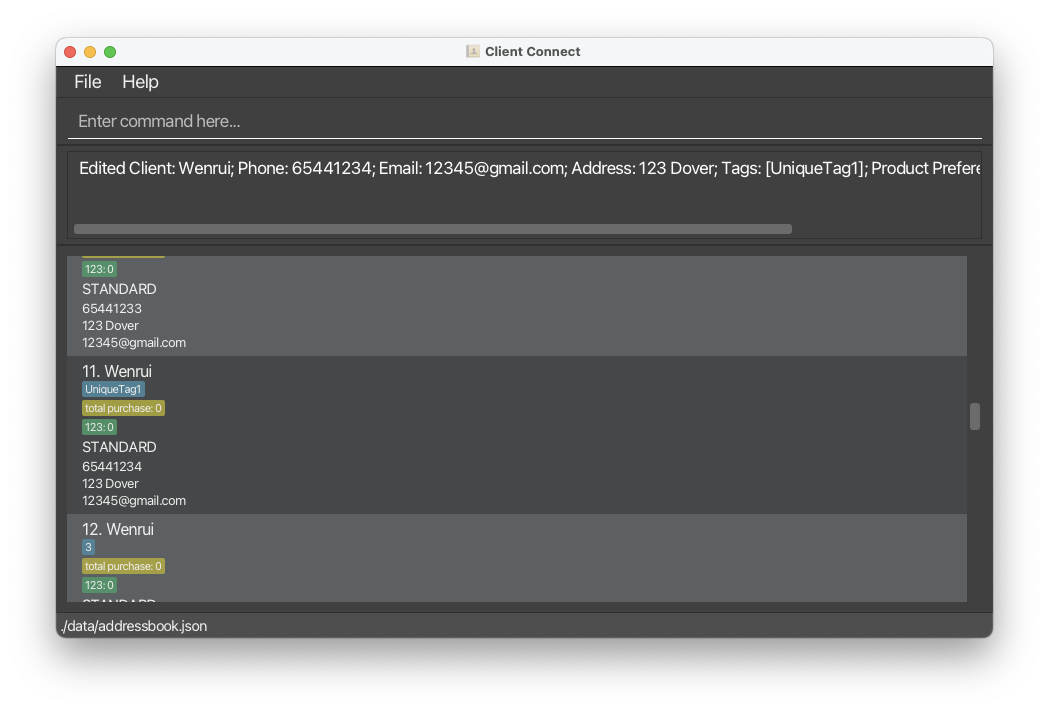 Client Connect
File Help
Enter command here...
Edited Client: Wenrui; Phone: 65441234; Email: 12345@gmail.com; Address: 123 Dover; Tags: [UniqueTag1]; Product Prefere
123: 0
STANDARD
65441233
123 Dover
12345@gmail.com
11. Wenrui
UniqueTag1
total purchase: 0
123: 0
STANDARD
65441234
123 Dover
12345@gmail.com
12. Wenrui
3
total purchase: 0
123: 0
STANDARD
./data/addressbook.json